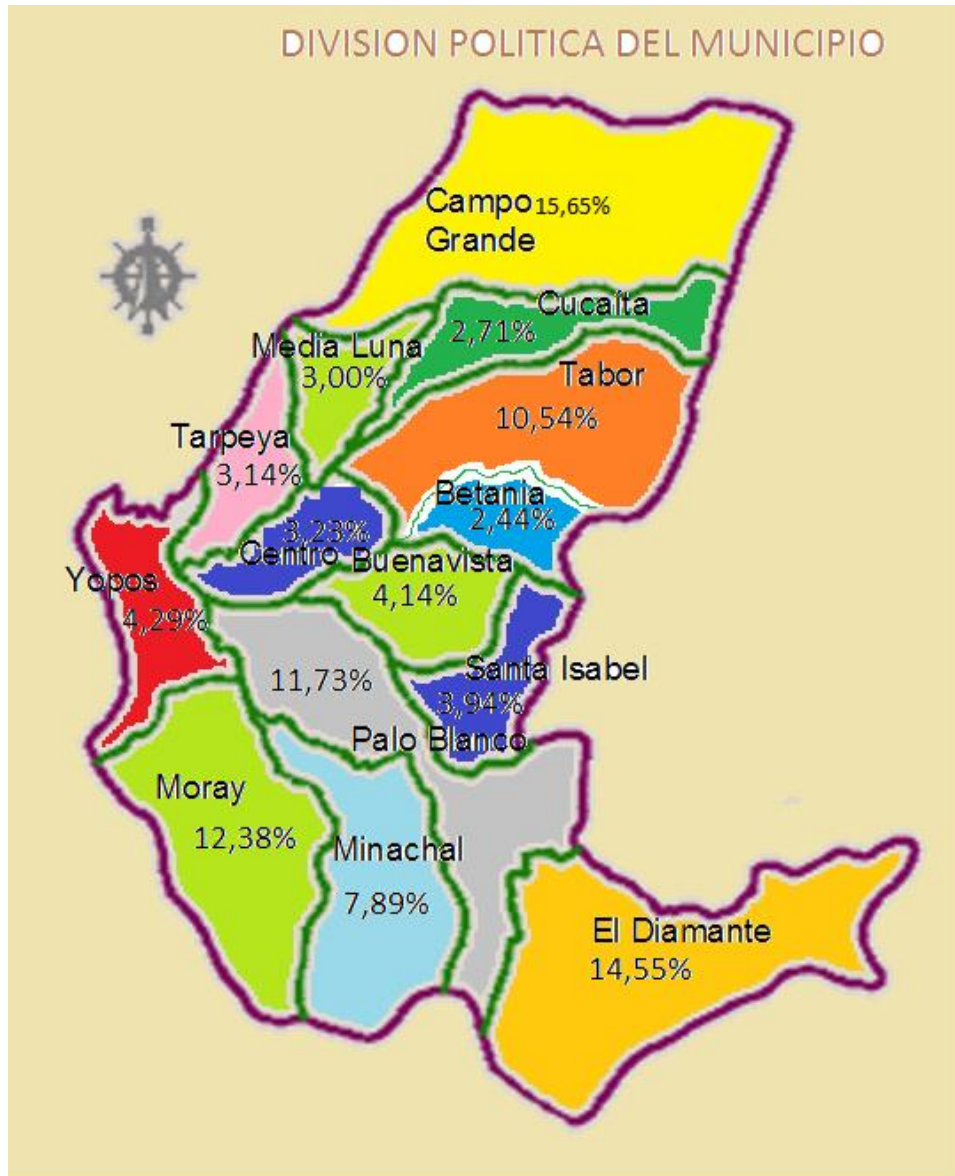 DIVISION POLITICA DEL MUNICIPIO
Campo 15,65%
Grande
Cucaíta
2,71%
Media Luna
3,00%
Tabor
10,54%
Tarpeya
3,14%
Betania
2,44%
3,23%
Centro
Buenavista
4,14%
Yopos
4,29%
Santa Isabel
3,94%
11,73%
Palo Blanco
Moray
12,38%
Minachal
7,89%
El Diamante
14,55%